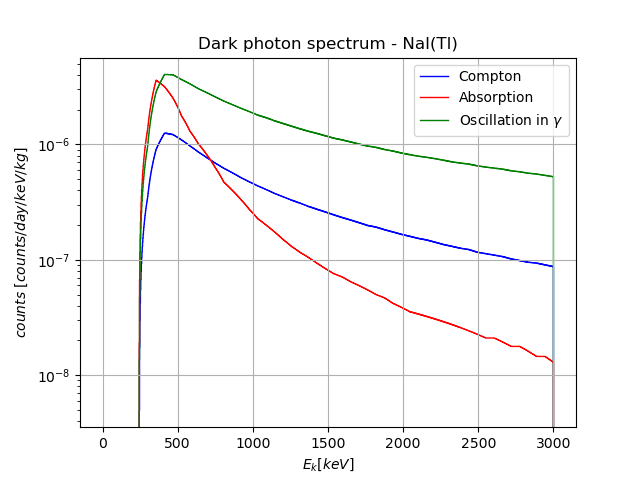 Dark photon spectrum - NaI(Tl)
Compton
Absorption
Oscillation in γ
counts [counts/day/keV/kg]
10⁻⁶
10⁻⁷
10⁻⁸
0 500 1000 1500 2000 2500 3000
Eₖ[keV]